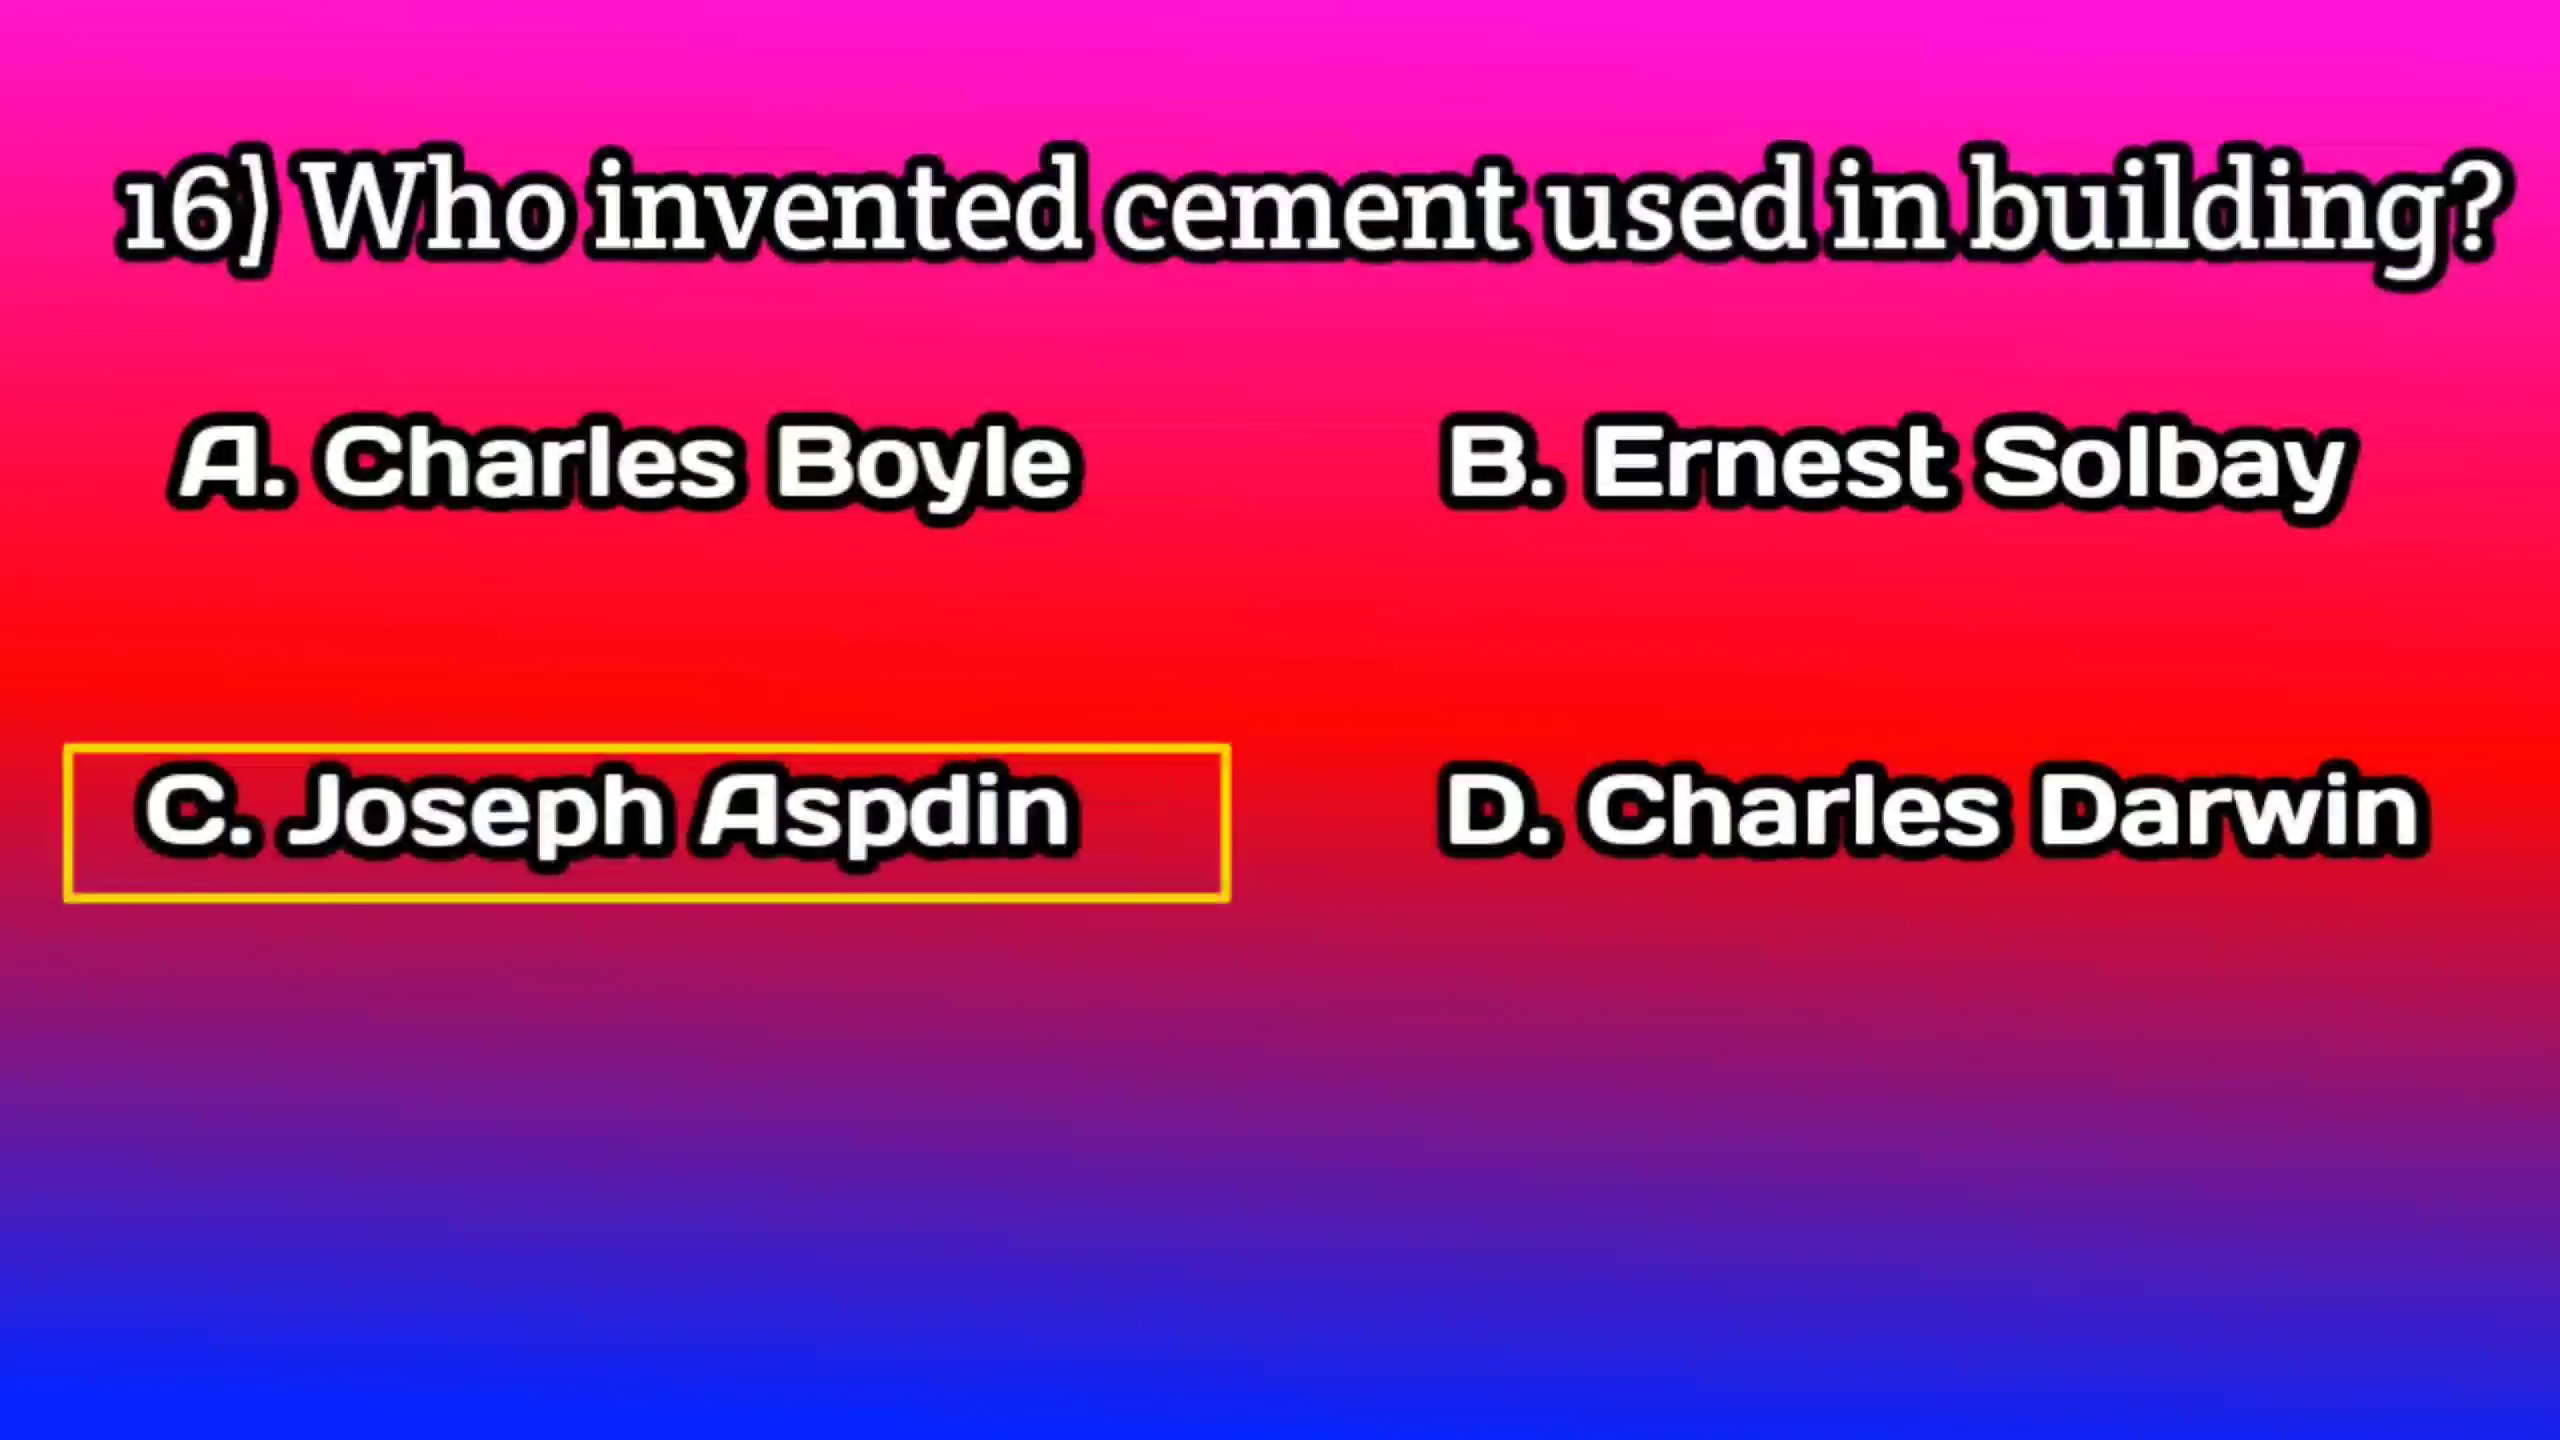 16) Who invented cement used in building?
A. Charles Boyle
B. Ernest Solbay
C. Joseph Aspdin
D. Charles Darwin